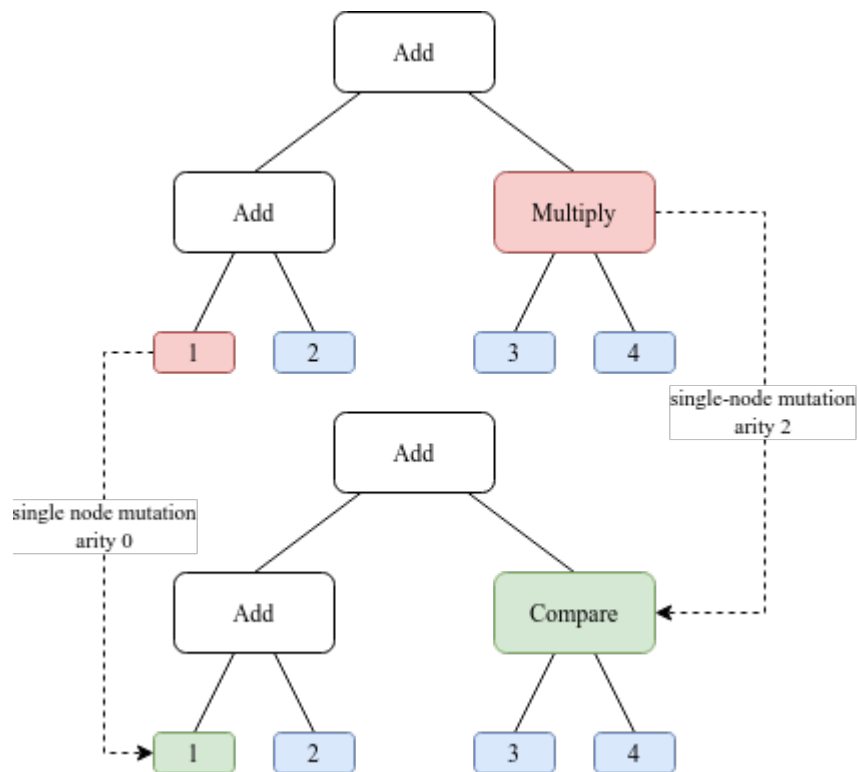 Add
Add
Multiply
1
2
3
4
single-node mutation
arity 2
Add
single node mutation
arity 0
Add
Compare
1
2
3
4